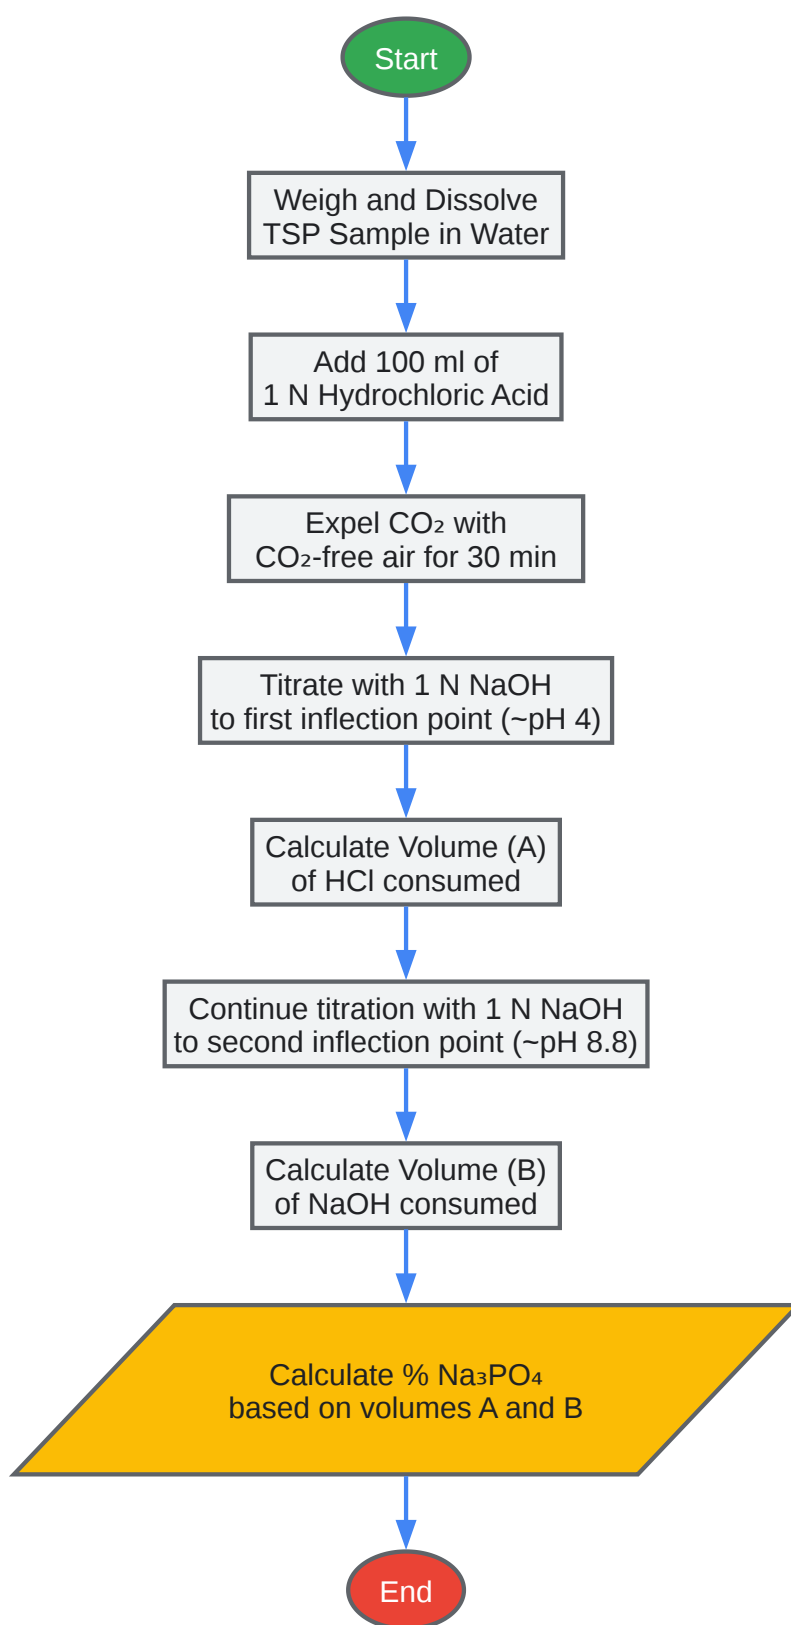 Start
Weigh and Dissolve
TSP Sample in Water
Add 100 ml of
1 N Hydrochloric Acid
Expel CO₂ with
CO₂-free air for 30 min
Titrate with 1 N NaOH
to first inflection point (~pH 4)
Calculate Volume (A)
of HCl consumed
Continue titration with 1 N NaOH
to second inflection point (~pH 8.8)
Calculate Volume (B)
of NaOH consumed
Calculate % Na₃PO₄
based on volumes A and B
End